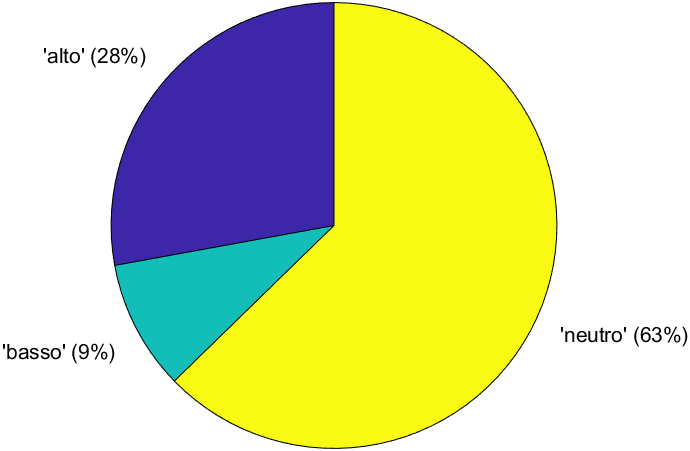 'alto' (28%)
'neutro' (63%)
'basso' (9%)